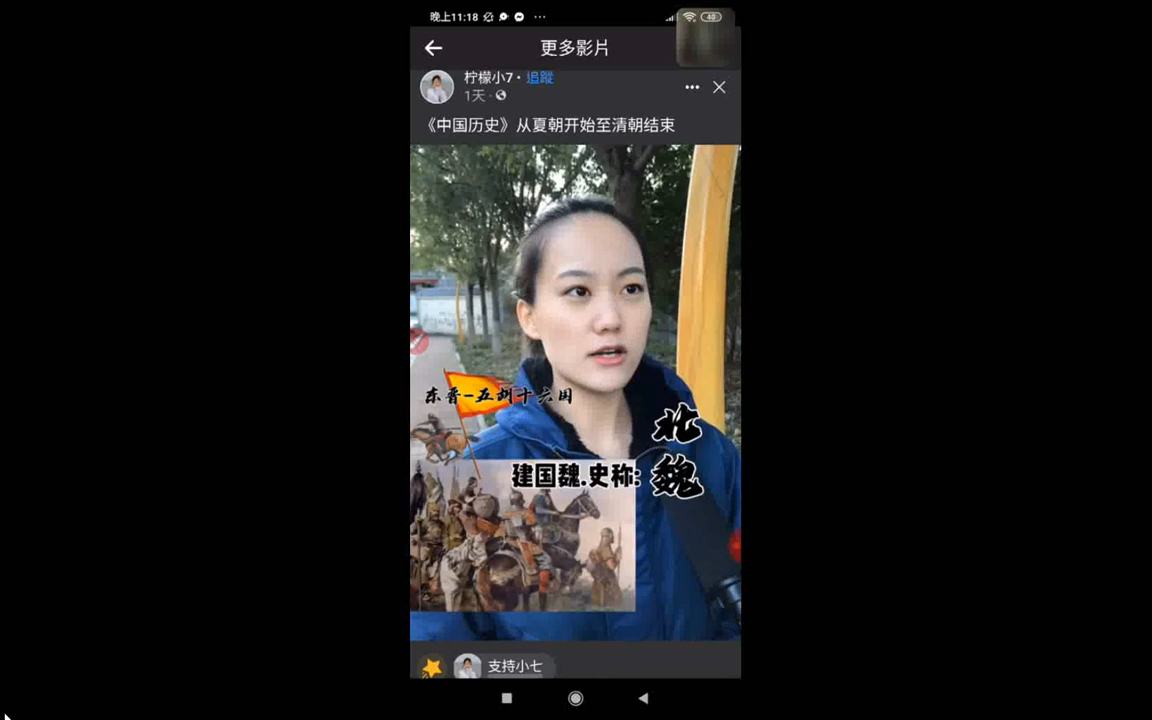 晚上11:18
40
更多影片
柠檬小7 · 追蹤
1天
《中国历史》从夏朝开始至清朝结束
东晋-五胡十六国
北魏
建国魏.史称:
支持小七